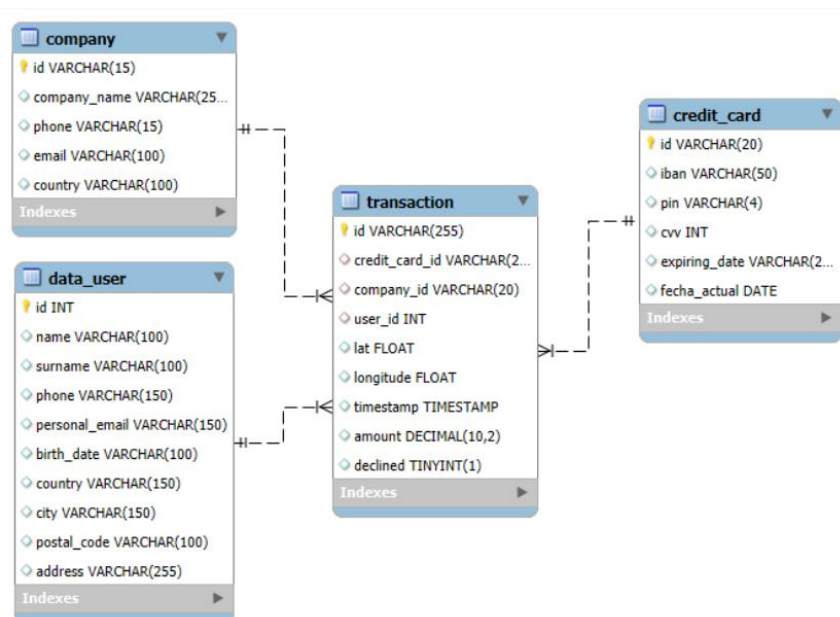 company
id VARCHAR(15)
company_name VARCHAR(25...
phone VARCHAR(15)
email VARCHAR(100)
country VARCHAR(100)
Indexes
data_user
id INT
name VARCHAR(100)
surname VARCHAR(100)
phone VARCHAR(150)
personal_email VARCHAR(150)
birth_date VARCHAR(100)
country VARCHAR(150)
city VARCHAR(150)
postal_code VARCHAR(100)
address VARCHAR(255)
Indexes
transaction
id VARCHAR(255)
credit_card_id VARCHAR(2...
company_id VARCHAR(20)
user_id INT
lat FLOAT
longitude FLOAT
timestamp TIMESTAMP
amount DECIMAL(10,2)
declined TINYINT(1)
Indexes
credit_card
id VARCHAR(20)
iban VARCHAR(50)
pin VARCHAR(4)
cvv INT
expiring_date VARCHAR(2...
fecha_actual DATE
Indexes